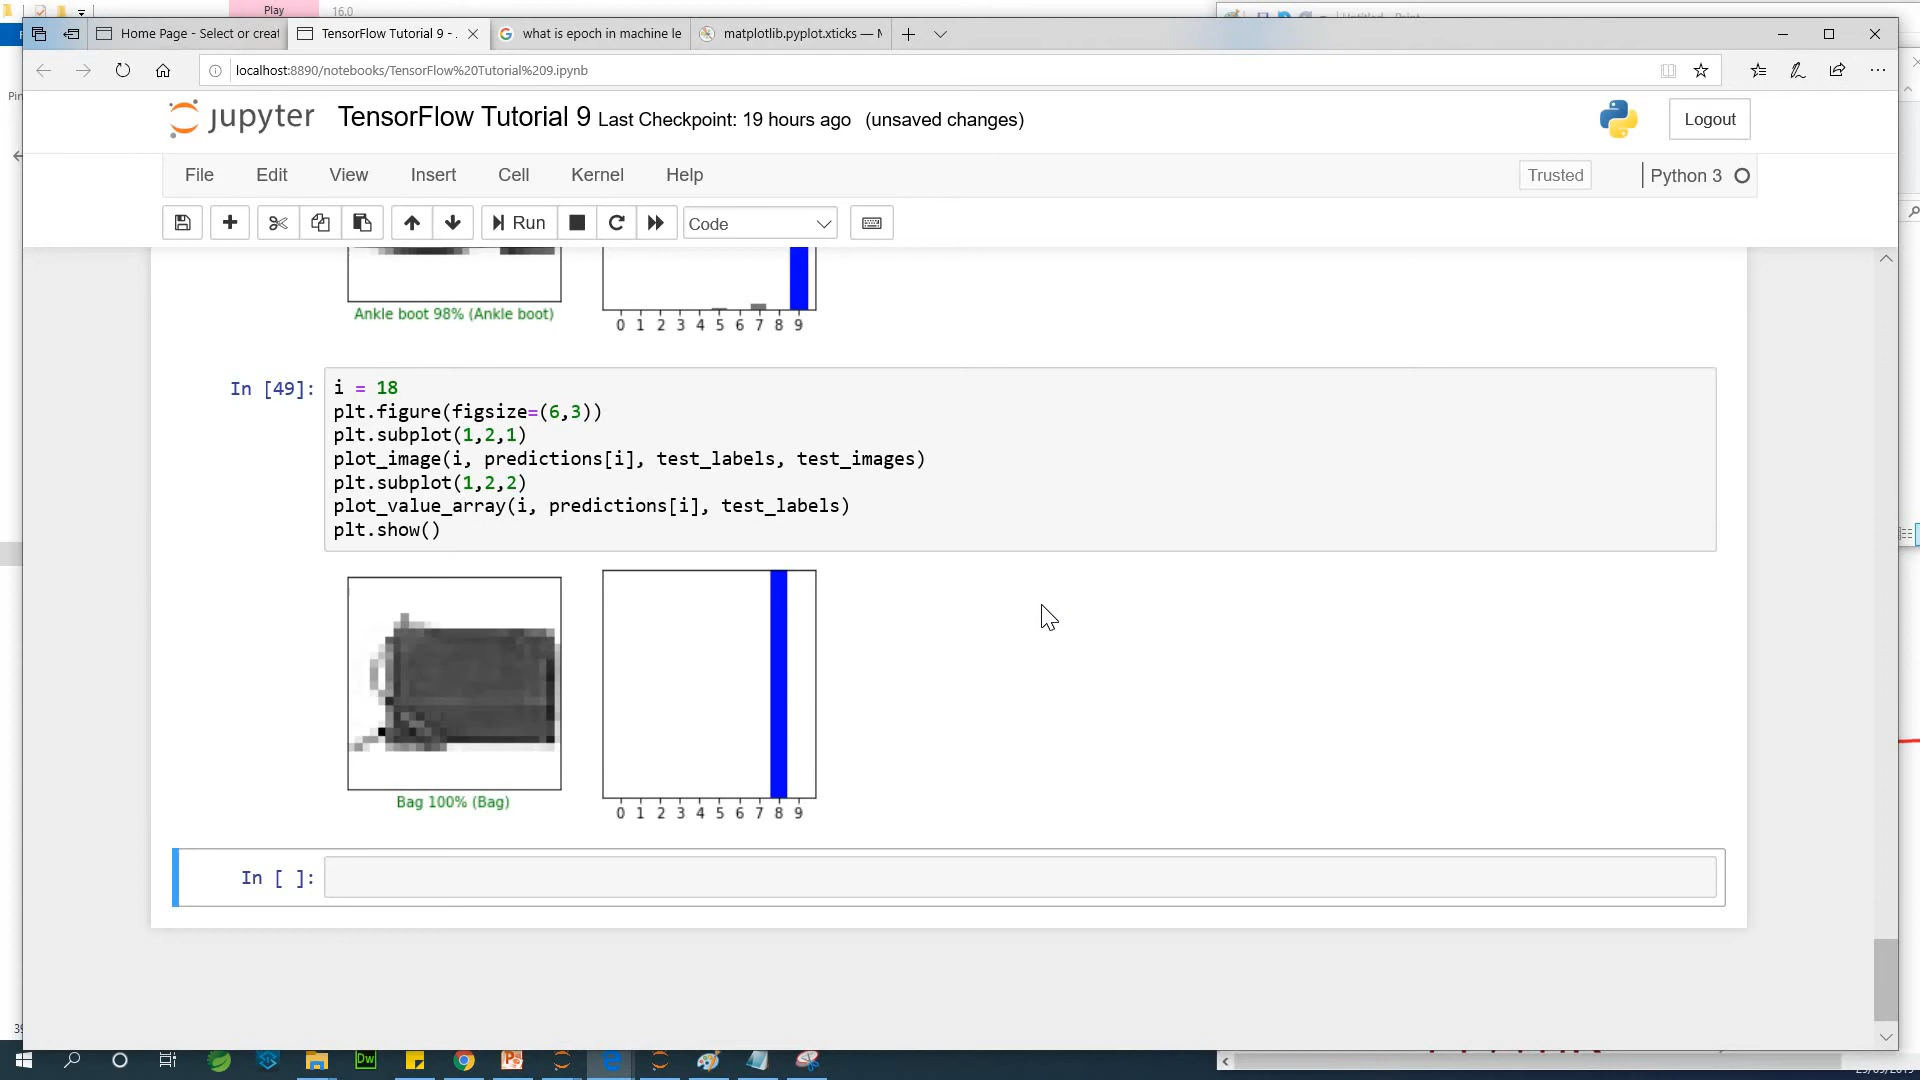 Play
16.0
Home Page - Select or creat
TensorFlow Tutorial 9 - .
what is epoch in machine le
matplotlib.pyplot.xticks — M
localhost:8890/notebooks/TensorFlow%20Tutorial%209.ipynb
jupyter
TensorFlow Tutorial 9 Last Checkpoint: 19 hours ago (unsaved changes)
Logout
File Edit View Insert Cell Kernel Help
Trusted
Python 3
Run
Code
Ankle boot 98% (Ankle boot)
0 1 2 3 4 5 6 7 8 9
In [49]:
i = 18
plt.figure(figsize=(6,3))
plt.subplot(1,2,1)
plot_image(i, predictions[i], test_labels, test_images)
plt.subplot(1,2,2)
plot_value_array(i, predictions[i], test_labels)
plt.show()
Bag 100% (Bag)
0 1 2 3 4 5 6 7 8 9
In [ ]:
Dw